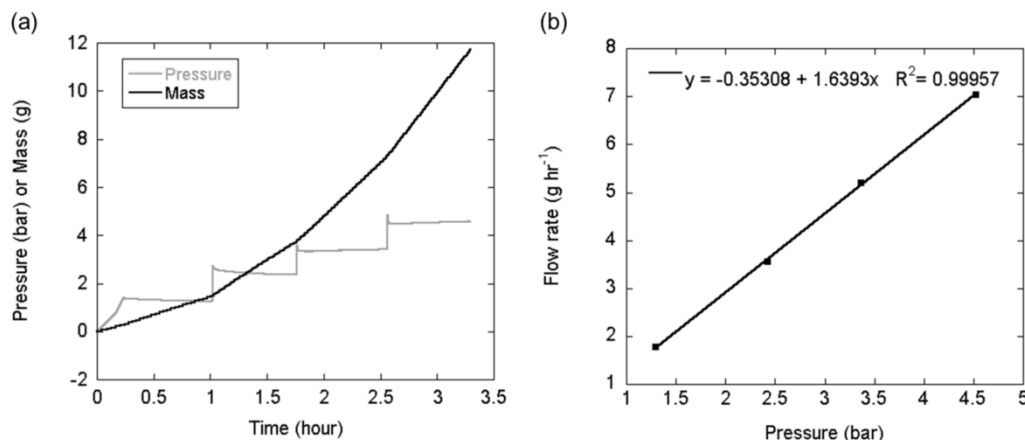 (a)
12
10
8
6
4
2
0
-2
Pressure (bar) or Mass (g)
Pressure
Mass
0 0.5 1 1.5 2 2.5 3 3.5
Time (hour)
(b)
8
7
6
5
4
3
2
1
Flow rate (g hr⁻¹)
y = -0.35308 + 1.6393x R²= 0.99957
1 1.5 2 2.5 3 3.5 4 4.5 5
Pressure (bar)